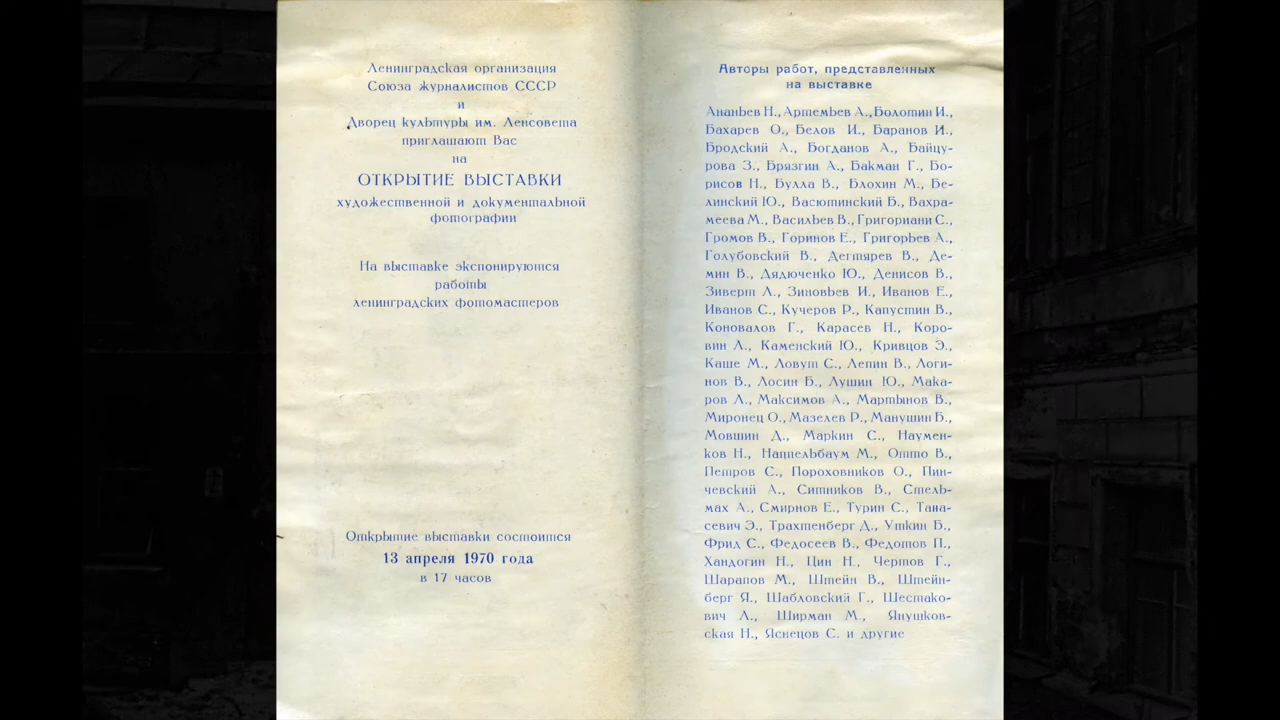 Ленинградская организация
Союза журналистов СССР
и
Дворец культуры им. Ленсовета
приглашают Вас
на
ОТКРЫТИЕ ВЫСТАВКИ
художественной и документальной
фотографии
На выставке экспонируются
работы
ленинградских фотомастеров
Открытие выставки состоится
13 апреля 1970 года
в 17 часов
Авторы работ, представленных
на выставке
Ананьев Н., Артемьев А., Болотин И.,
Бахарев О., Белов И., Баранов И.,
Бродский А., Богданов А., Байцу-
рова З., Брязгин А., Бакман Г., Бо-
рисов Н., Булла В., Блохин М., Бе-
линский Ю., Васютинский Б., Вахра-
меева М., Васильев В., Григориани С.,
Громов В., Горинов Е., Григорьев А.,
Голубовский В., Дегтярев В., Де-
мин В., Дядюченко Ю., Денисов В.,
Зиверт Л., Зиновьев И., Иванов Е.,
Иванов С., Кучеров Р., Капустин В.,
Коновалов Г., Карасев Н., Коро-
вин Л., Каменский Ю., Кривцов Э.,
Каше М., Ловут С., Лепин В., Логи-
нов В., Лосин Б., Лушин Ю., Мака-
ров Л., Максимов А., Мартынов В.,
Миронец О., Мазелев Р., Манушин Б.,
Мовшин Д., Маркин С., Наумен-
ков Н., Наппельбаум М., Отто В.,
Петров С., Пороховников О., Пин-
чевский А., Ситников В., Стель-
мах А., Смирнов Е., Турин С., Тана-
севич Э., Трахтенберг Д., Уткин Б.,
Фрид С., Федосеев В., Федотов П.,
Хандогин Н., Цин Н., Чертов Г.,
Шарапов М., Штейн В., Штейн-
берг Я., Шабловский Г., Шестако-
вич Л., Ширман М., Янушков-
ская Н., Яснецов С. и другие